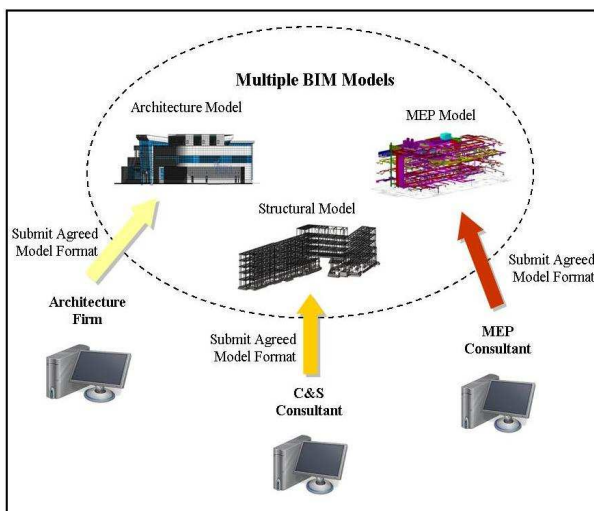 Multiple BIM Models
Architecture Model
MEP Model
Structural Model
Submit Agreed
Model Format
Submit Agreed
Model Format
Architecture
Firm
Submit Agreed
Model Format
MEP
Consultant
C&S
Consultant